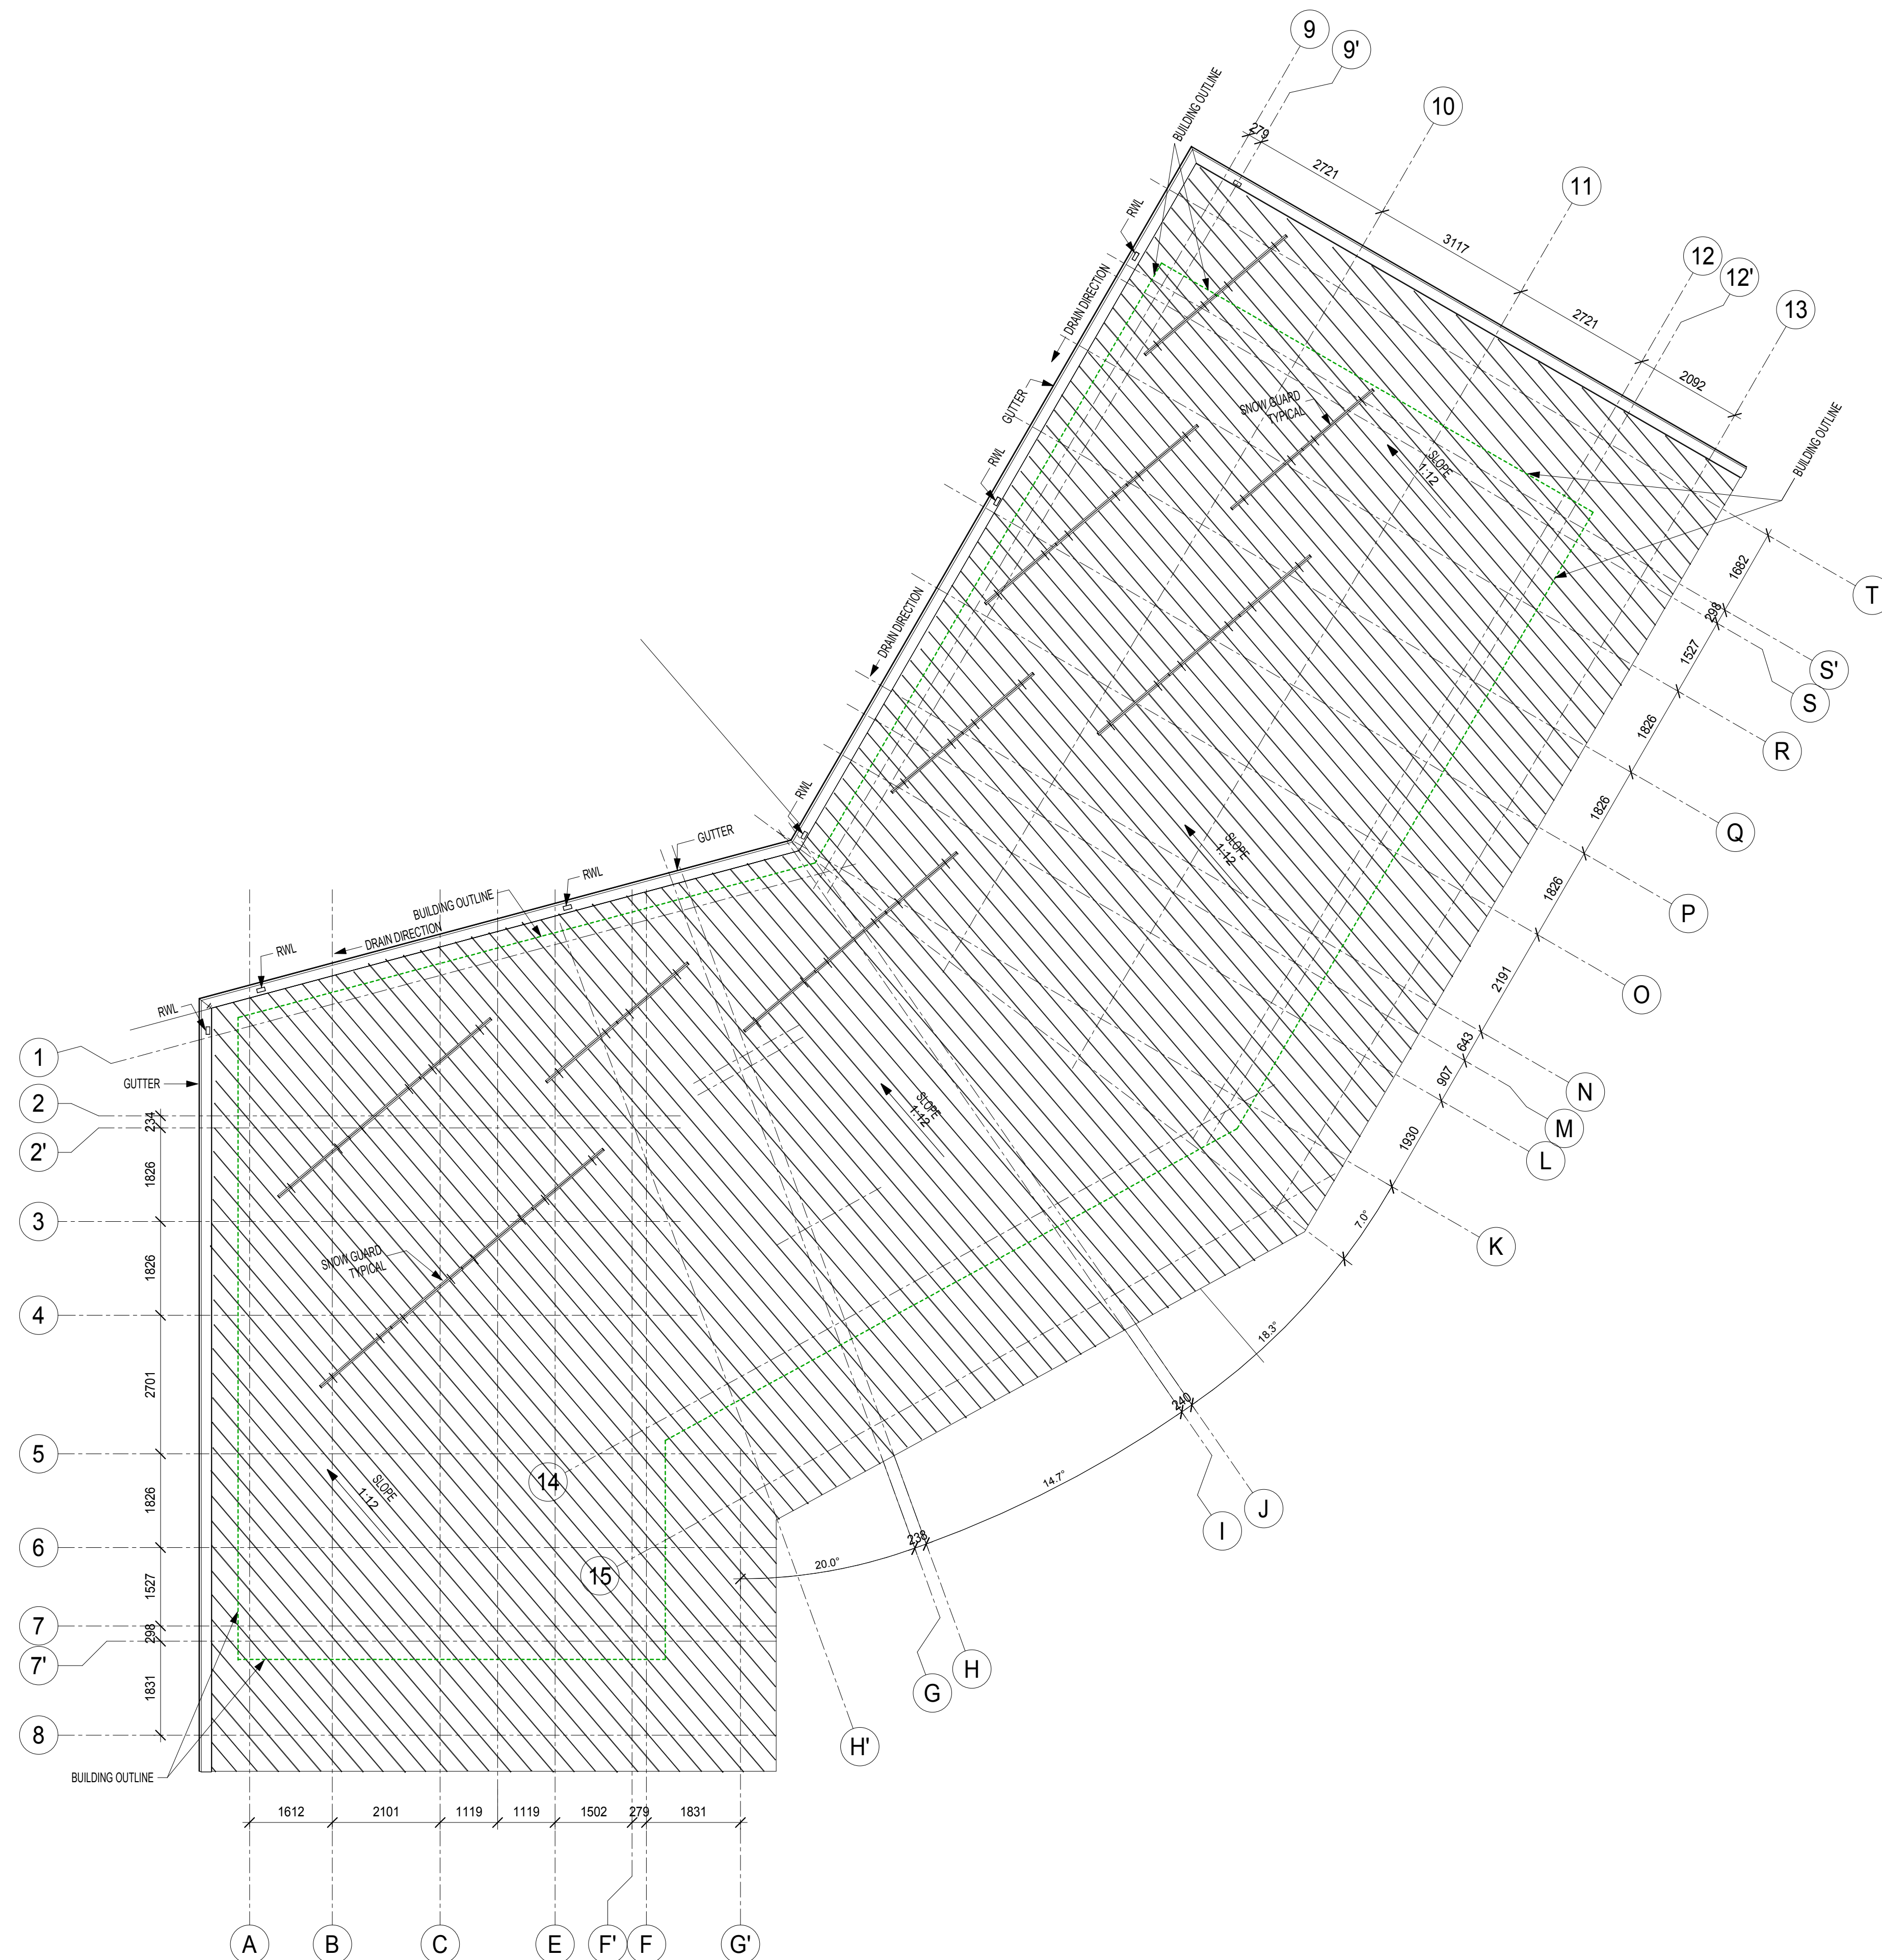 9
9'
10
11
12
12'
13
BUILDING OUTLINE
279
2721
3117
2721
2092
RWL
DRAIN DIRECTION
GUTTER
SNOW GUARD
TYPICAL
SLOPE
1:12
BUILDING OUTLINE
RWL
DRAIN DIRECTION
1682
298
1527
1826
1826
1826
2191
643
907
1930
T
S'
S
R
Q
P
O
N
M
L
K
RWL
GUTTER
RWL
BUILDING OUTLINE
DRAIN DIRECTION
RWL
RWL
GUTTER
SLOPE
1:12
SLOPE
1:12
1
2
2'
3
4
5
6
7
7'
8
234
1826
1826
2701
1826
1527
298
1831
SNOW GUARD
TYPICAL
SLOPE
1:12
14
15
7.0°
18.3°
240
14.7°
238
20.0°
J
I
H
G
H'
BUILDING OUTLINE
1612
2101
1119
1119
1502
279
1831
A
B
C
E
F'
F
G'